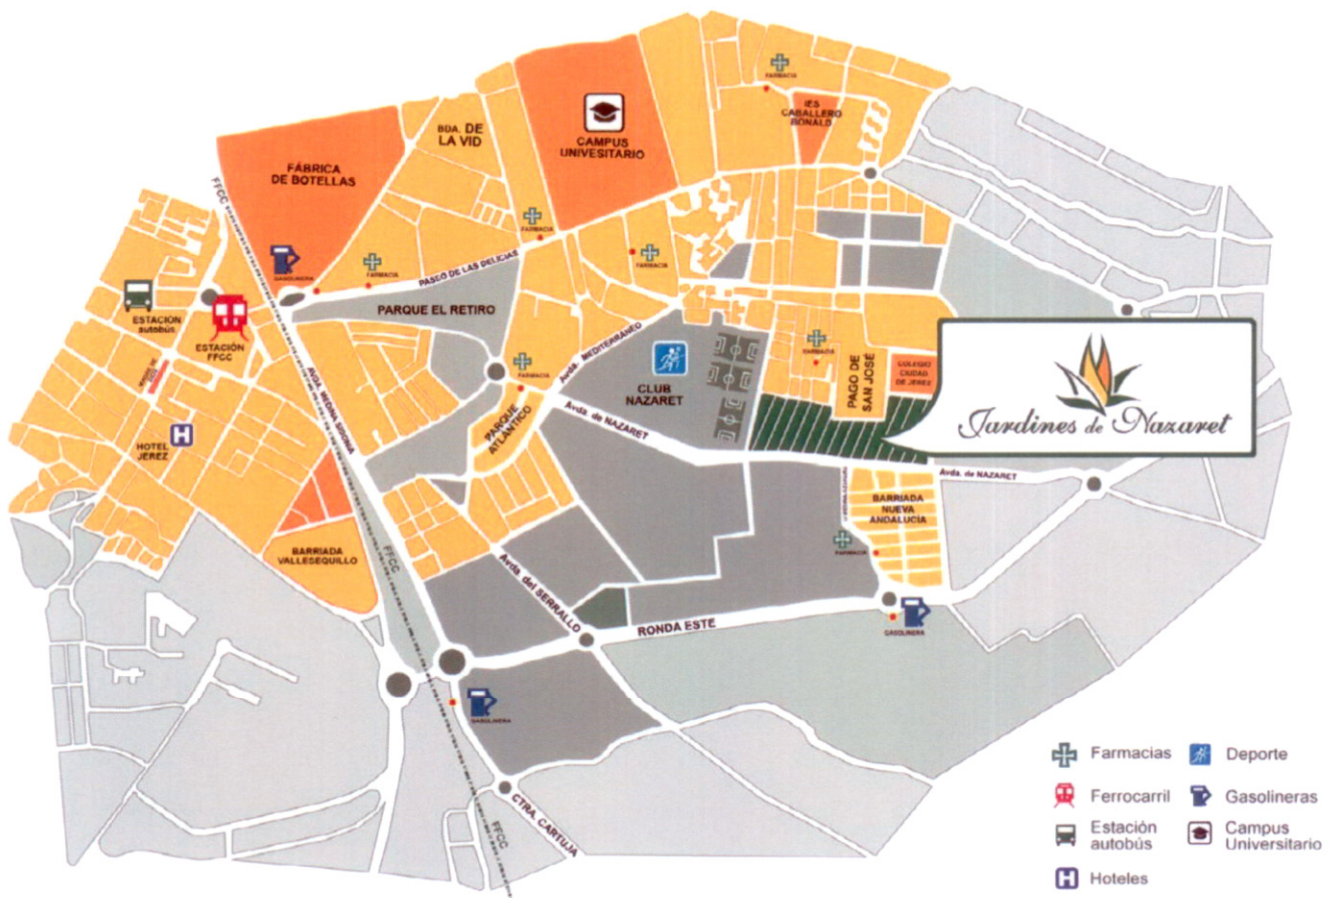 FARMACIA
IES
CABALLERO
BONALD
BDA. DE
LA VID
CAMPUS
UNIVESITARIO
FÁBRICA
DE BOTELLAS
FFCC
FARMACIA
FARMACIA
FARMACIA
GASOLINERA
PASEO DE LAS DELICIAS
PARQUE EL RETIRO
ESTACIÓN
autobús
ESTACIÓN
FFCC
AVDA. MEDINA SIDONIA
Avda. MEDITERRÁNEO
FARMACIA
FARMACIA
CLUB
NAZARET
PAGO DE
SAN JOSÉ
COLEGIO
CIUDAD
DE JEREZ
Jardines de Nazaret
PARQUE
ATLÁNTICO
Avda. de NAZARET
HOTEL
JEREZ
Avda. de NAZARET
BARRIADA
NUEVA
ANDALUCÍA
FARMACIA
BARRIADA
VALLESEQUILLO
FFCC
Avda. del SERRALLO
RONDA ESTE
GASOLINERA
GASOLINERA
CTRA. CARTUJA
FFCC
Farmacias
Deporte
Ferrocarril
Gasolineras
Estación
autobús
Campus
Universitario
Hoteles